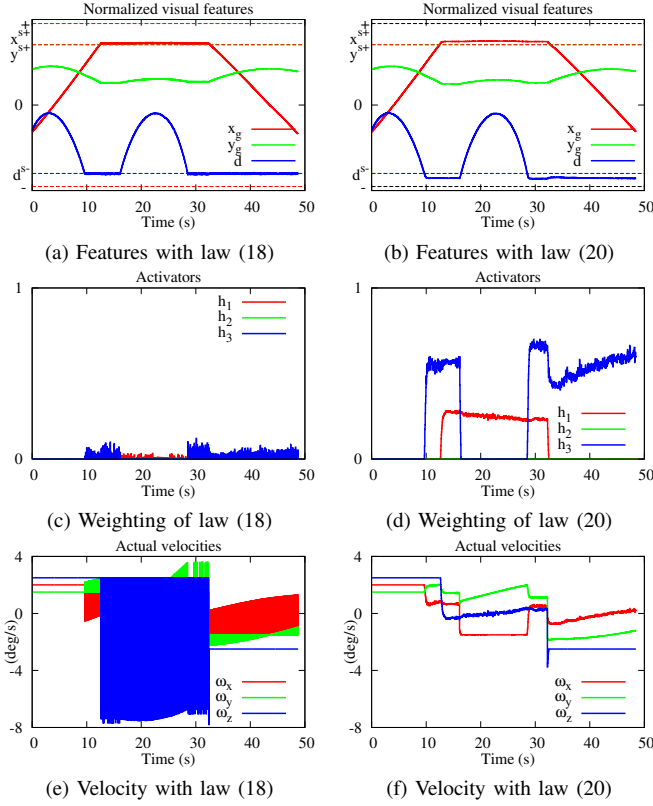 Normalized visual features
+
x^{s+}
y^{s+}
0
d^{s-}
-
x_g
y_g
d
0 10 20 30 40 50
Time (s)
(a) Features with law (18)
Normalized visual features
+
x^{s+}
y^{s+}
0
d^{s-}
-
x_g
y_g
d
0 10 20 30 40 50
Time (s)
(b) Features with law (20)
Activators
1
0
h_1
h_2
h_3
0 10 20 30 40 50
Time (s)
(c) Weighting of law (18)
Activators
1
0
h_1
h_2
h_3
0 10 20 30 40 50
Time (s)
(d) Weighting of law (20)
Actual velocities
(deg/s)
4
0
-4
-8
ω_x
ω_y
ω_z
0 10 20 30 40 50
Time (s)
(e) Velocity with law (18)
Actual velocities
(deg/s)
4
0
-4
-8
ω_x
ω_y
ω_z
0 10 20 30 40 50
Time (s)
(f) Velocity with law (20)